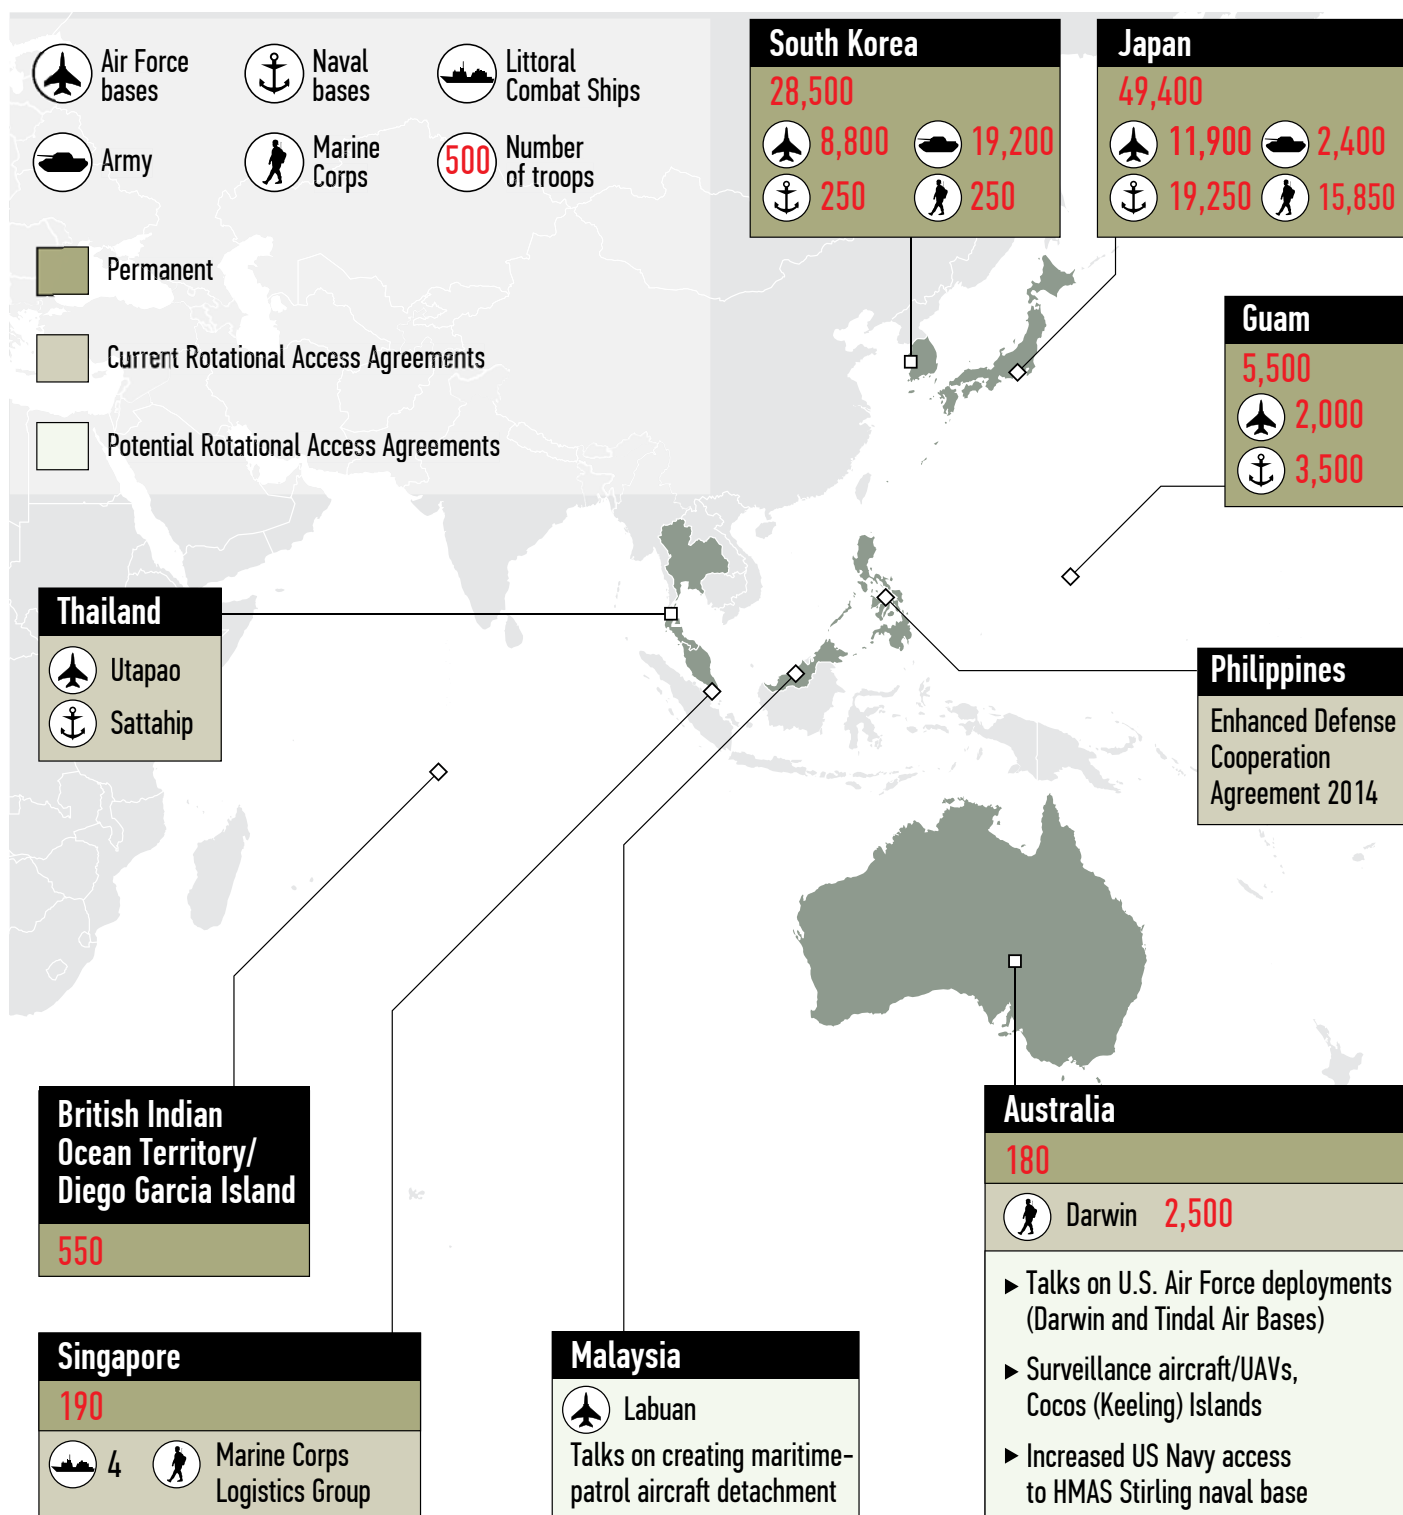 Air Force
bases
Naval
bases
Littoral
Combat Ships
Army
Marine
Corps
500
Number
of troops
Permanent
Current Rotational Access Agreements
Potential Rotational Access Agreements
South Korea
28,500
8,800
19,200
250
250
Japan
49,400
11,900
2,400
19,250
15,850
Guam
5,500
2,000
3,500
Thailand
Utapao
Sattahip
Philippines
Enhanced Defense
Cooperation
Agreement 2014
British Indian
Ocean Territory/
Diego Garcia Island
550
Singapore
190
4
Marine Corps
Logistics Group
Malaysia
Labuan
Talks on creating maritime-
patrol aircraft detachment
Australia
180
Darwin 2,500
▶ Talks on U.S. Air Force deployments
(Darwin and Tindal Air Bases)
▶ Surveillance aircraft/UAVs,
Cocos (Keeling) Islands
▶ Increased US Navy access
to HMAS Stirling naval base